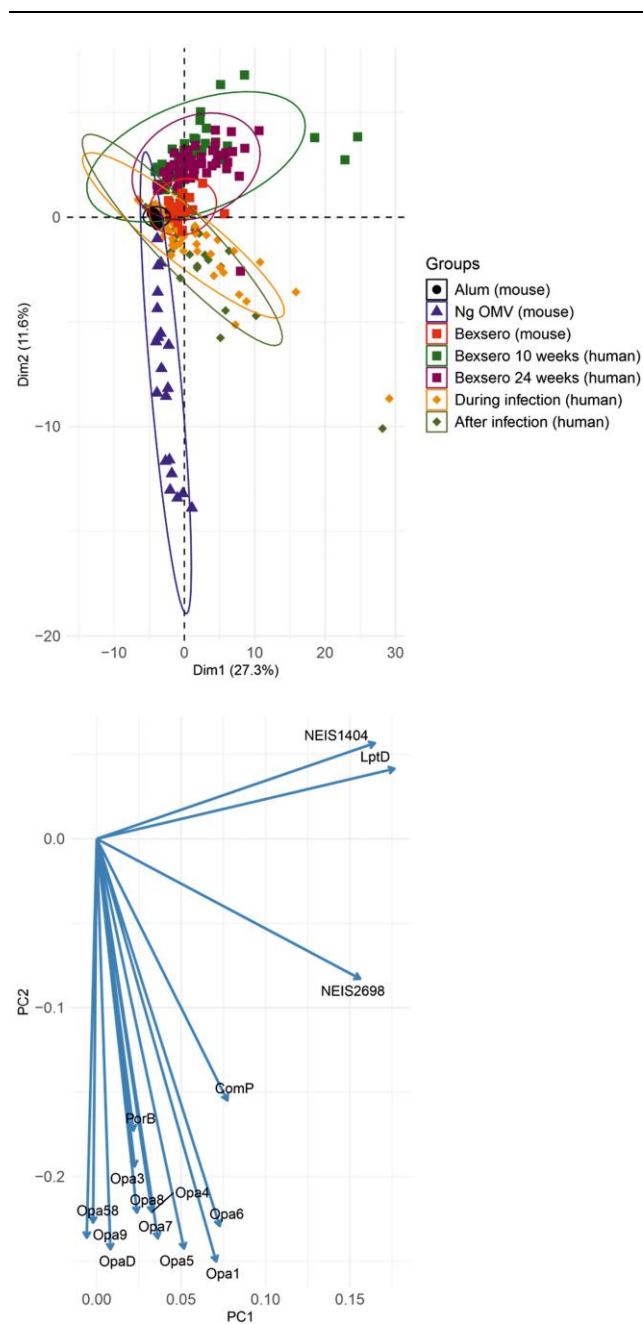 0
−10
−20
Dim2 (11.6%)
−10
0
10
20
30
Dim1 (27.3%)
Groups
Alum (mouse)
Ng OMV (mouse)
Bexsero (mouse)
Bexsero 10 weeks (human)
Bexsero 24 weeks (human)
During infection (human)
After infection (human)
NEIS1404
LptD
0.0
NEIS2698
PC2
−0.1
ComP
PorB
−0.2
Opa3
Opa8
Opa4
Opa58
Opa6
Opa9
Opa7
OpaD
Opa5
Opa1
0.00
0.05
0.10
0.15
PC1